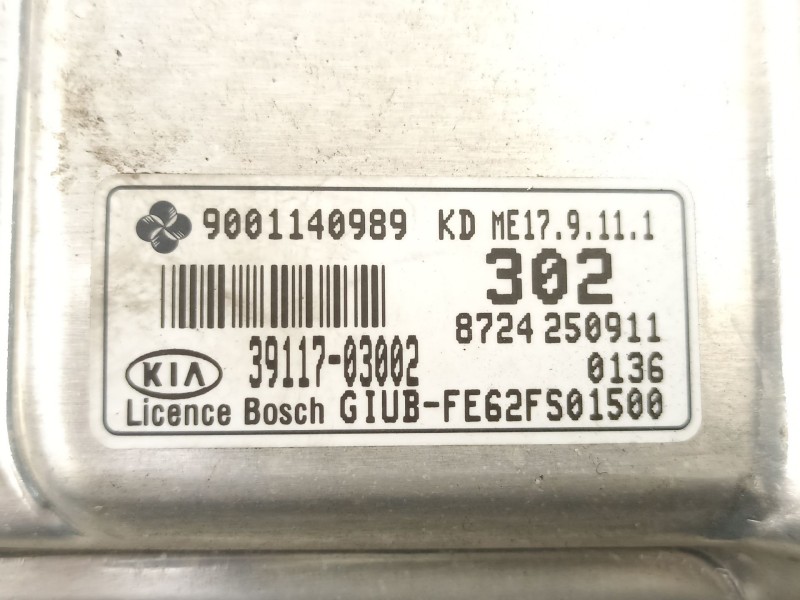 9001140989 KD ME17.9.11.1
302
8724 250911
39117-03002
0136
KIA
Licence Bosch GIUB-FE62FS01500